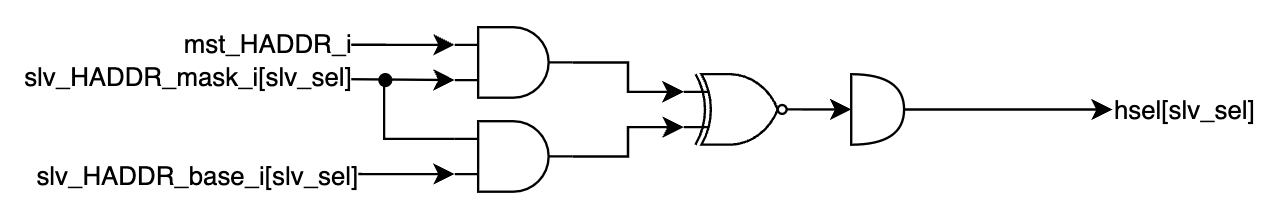 mst_HADDR_i
slv_HADDR_mask_i[slv_sel]
hsel[slv_sel]
slv_HADDR_base_i[slv_sel]